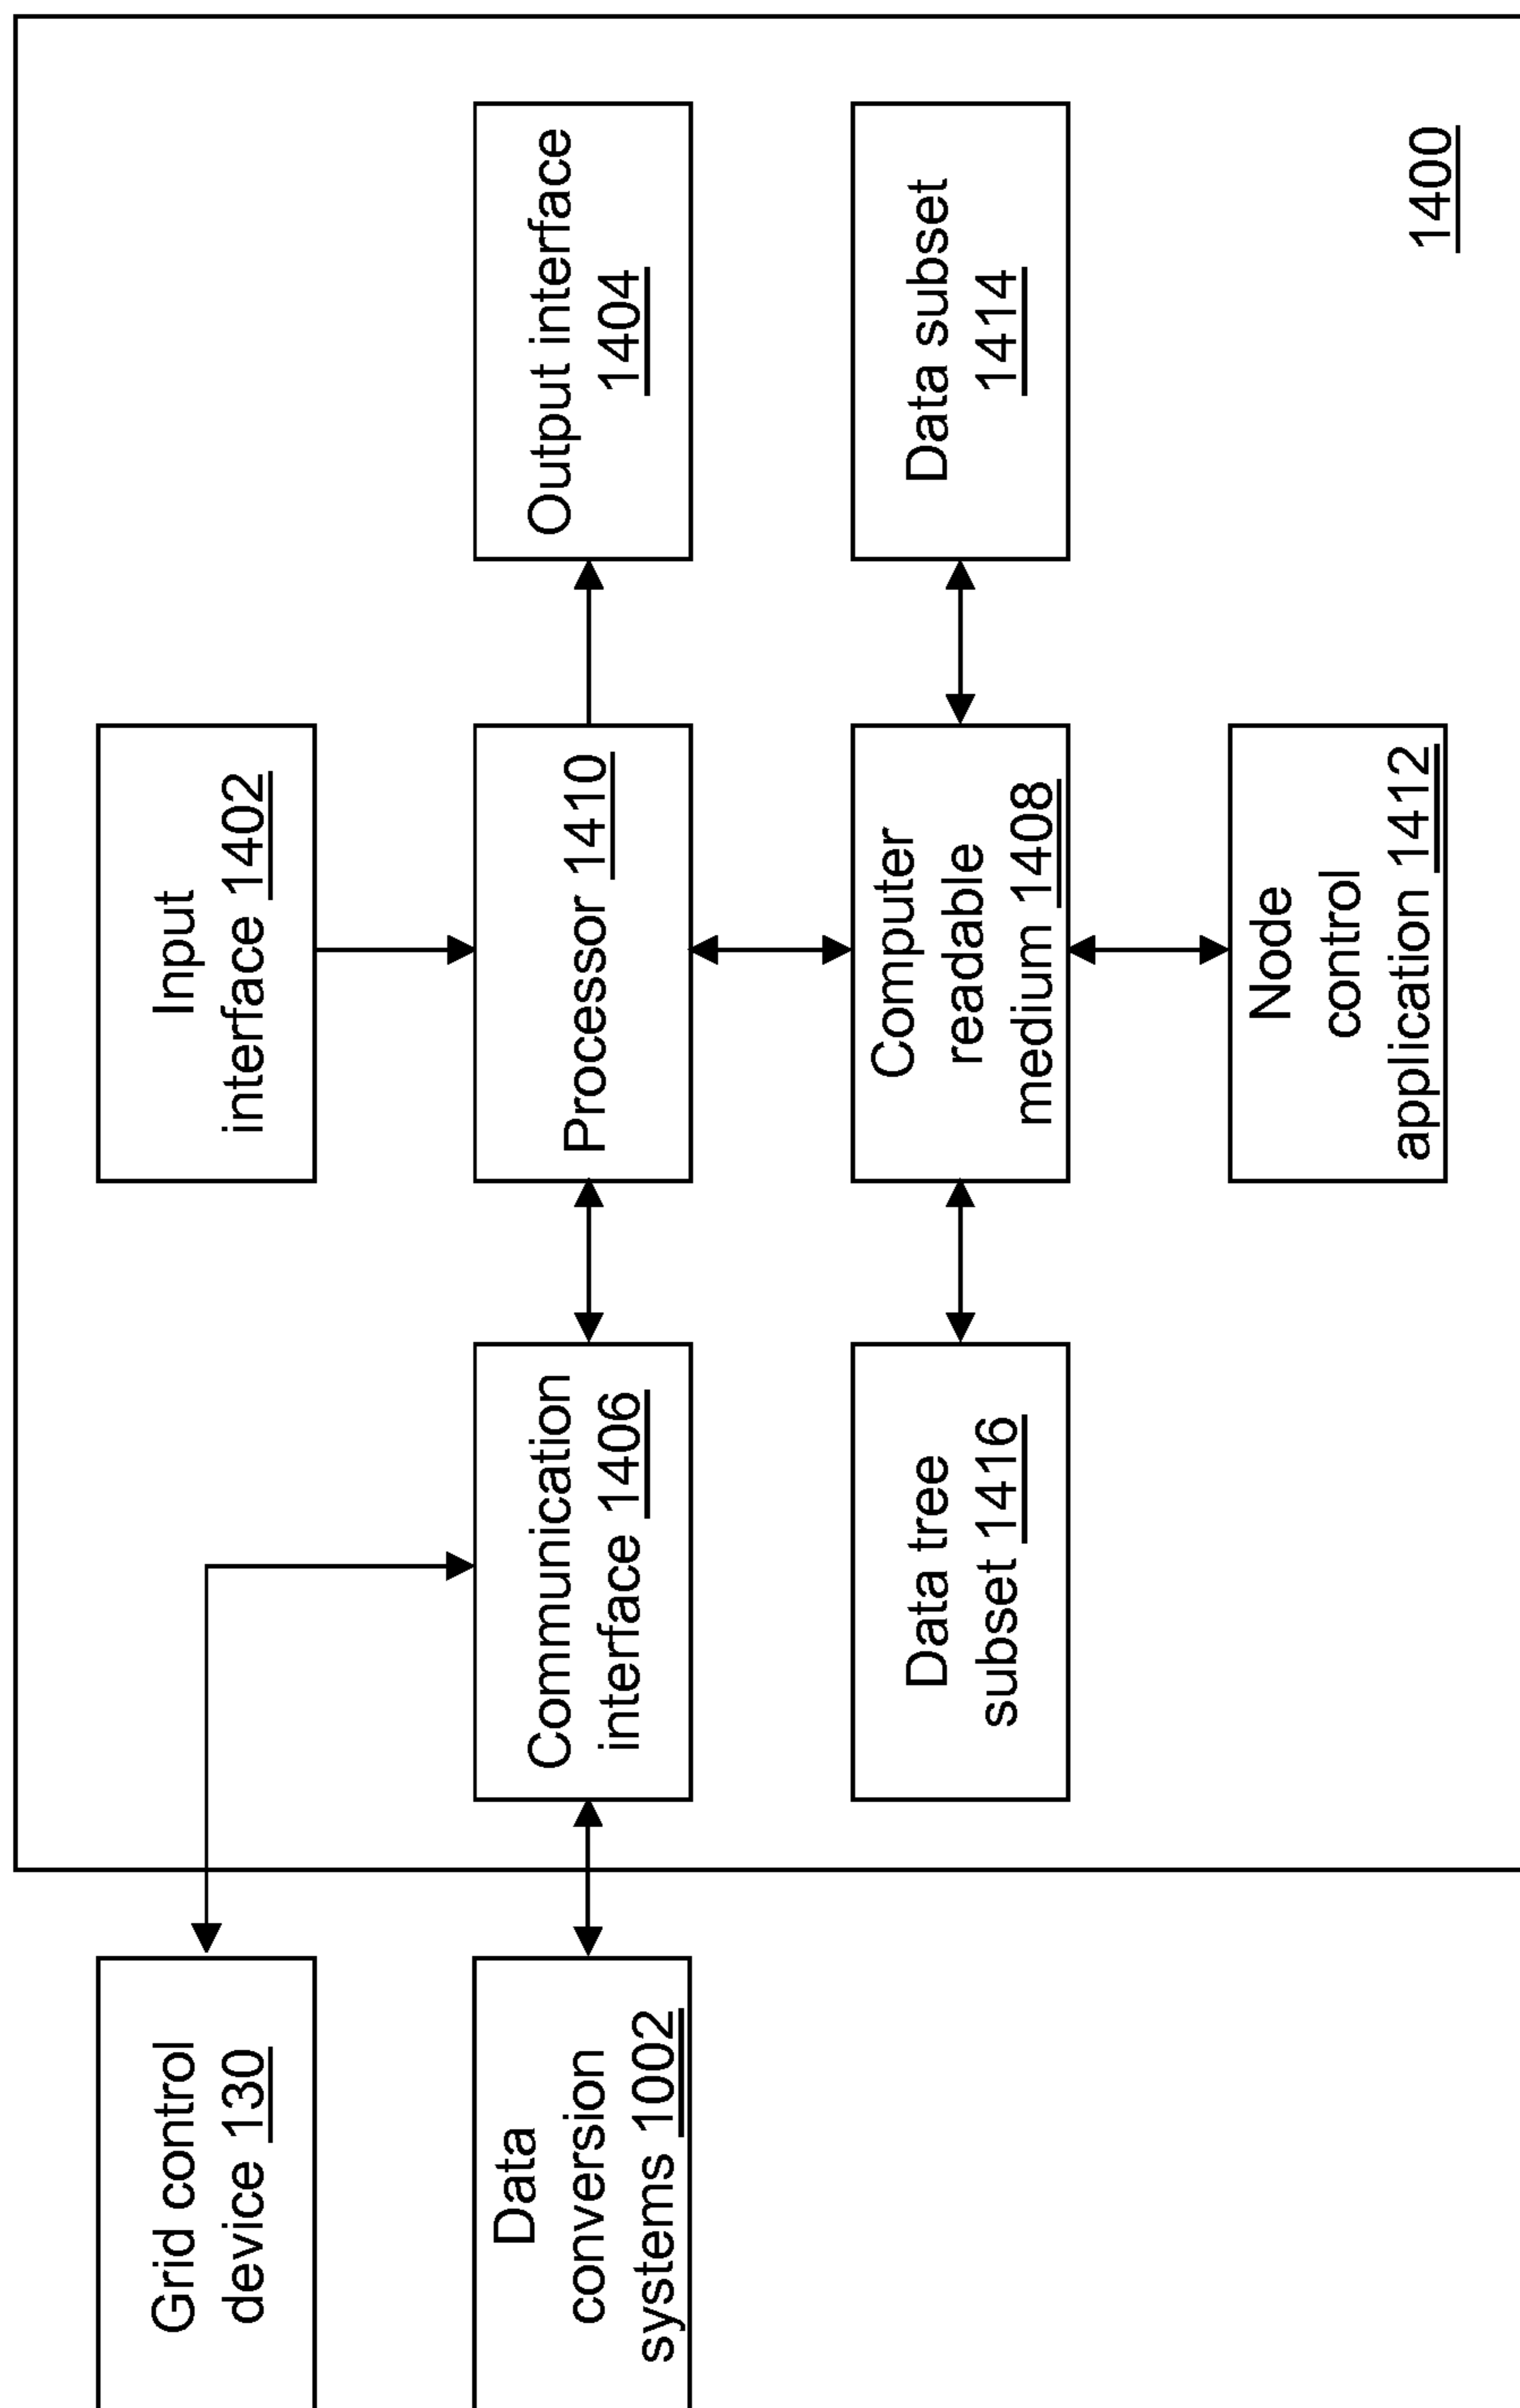 Grid control
device 130
Data
conversion
systems 1002
Communication
interface 1406
Data tree
subset 1416
Input
interface 1402
Processor 1410
Computer
readable
medium 1408
Node
control
application 1412
Output interface
1404
Data subset
1414
1400